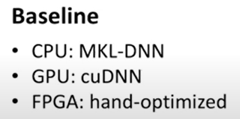 Baseline
• CPU: MKL-DNN
• GPU: cuDNN
• FPGA: hand-optimized